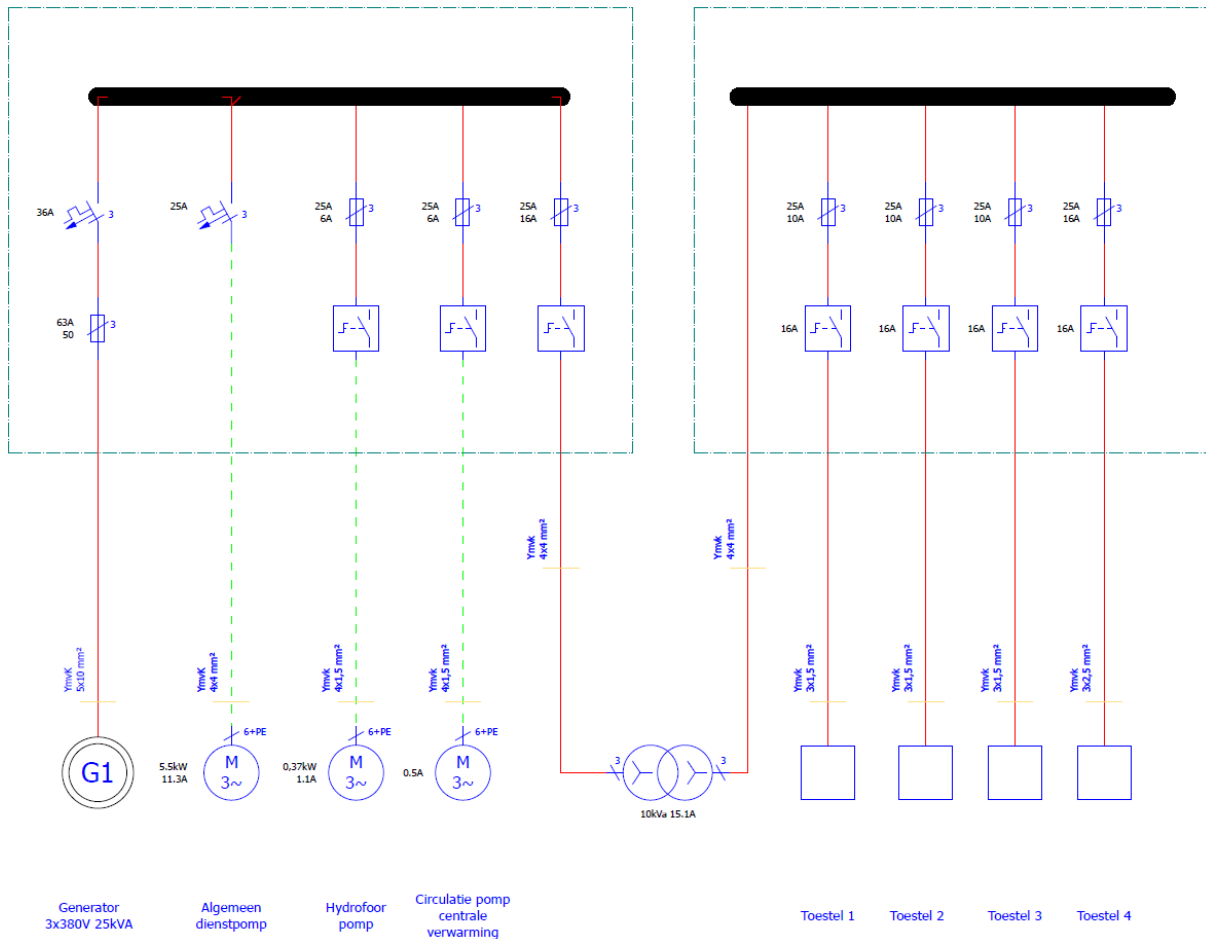 36A
3
25A
3
25A
6A
3
25A
6A
3
25A
16A
3
25A
10A
3
25A
10A
3
25A
10A
3
25A
16A
3
63A
50
3
16A
16A
16A
16A
Ymvk
4x4 mm²
Ymvk
4x4 mm²
YmvK
5x10 mm²
YmvK
4x4 mm²
Ymvk
4x1,5 mm²
Ymvk
4x1,5 mm²
Ymvk
3x1,5 mm²
Ymvk
3x1,5 mm²
Ymvk
3x1,5 mm²
Ymvk
3x2,5 mm²
G1
5.5kW
11.3A
6+PE
M
3~
0,37kW
1.1A
6+PE
M
3~
0.5A
6+PE
M
3~
3
3
10kVa 15.1A
Generator
3x380V 25kVA
Algemeen
dienstpomp
Hydrofoor
pomp
Circulatie pomp
centrale
verwarming
Toestel 1
Toestel 2
Toestel 3
Toestel 4